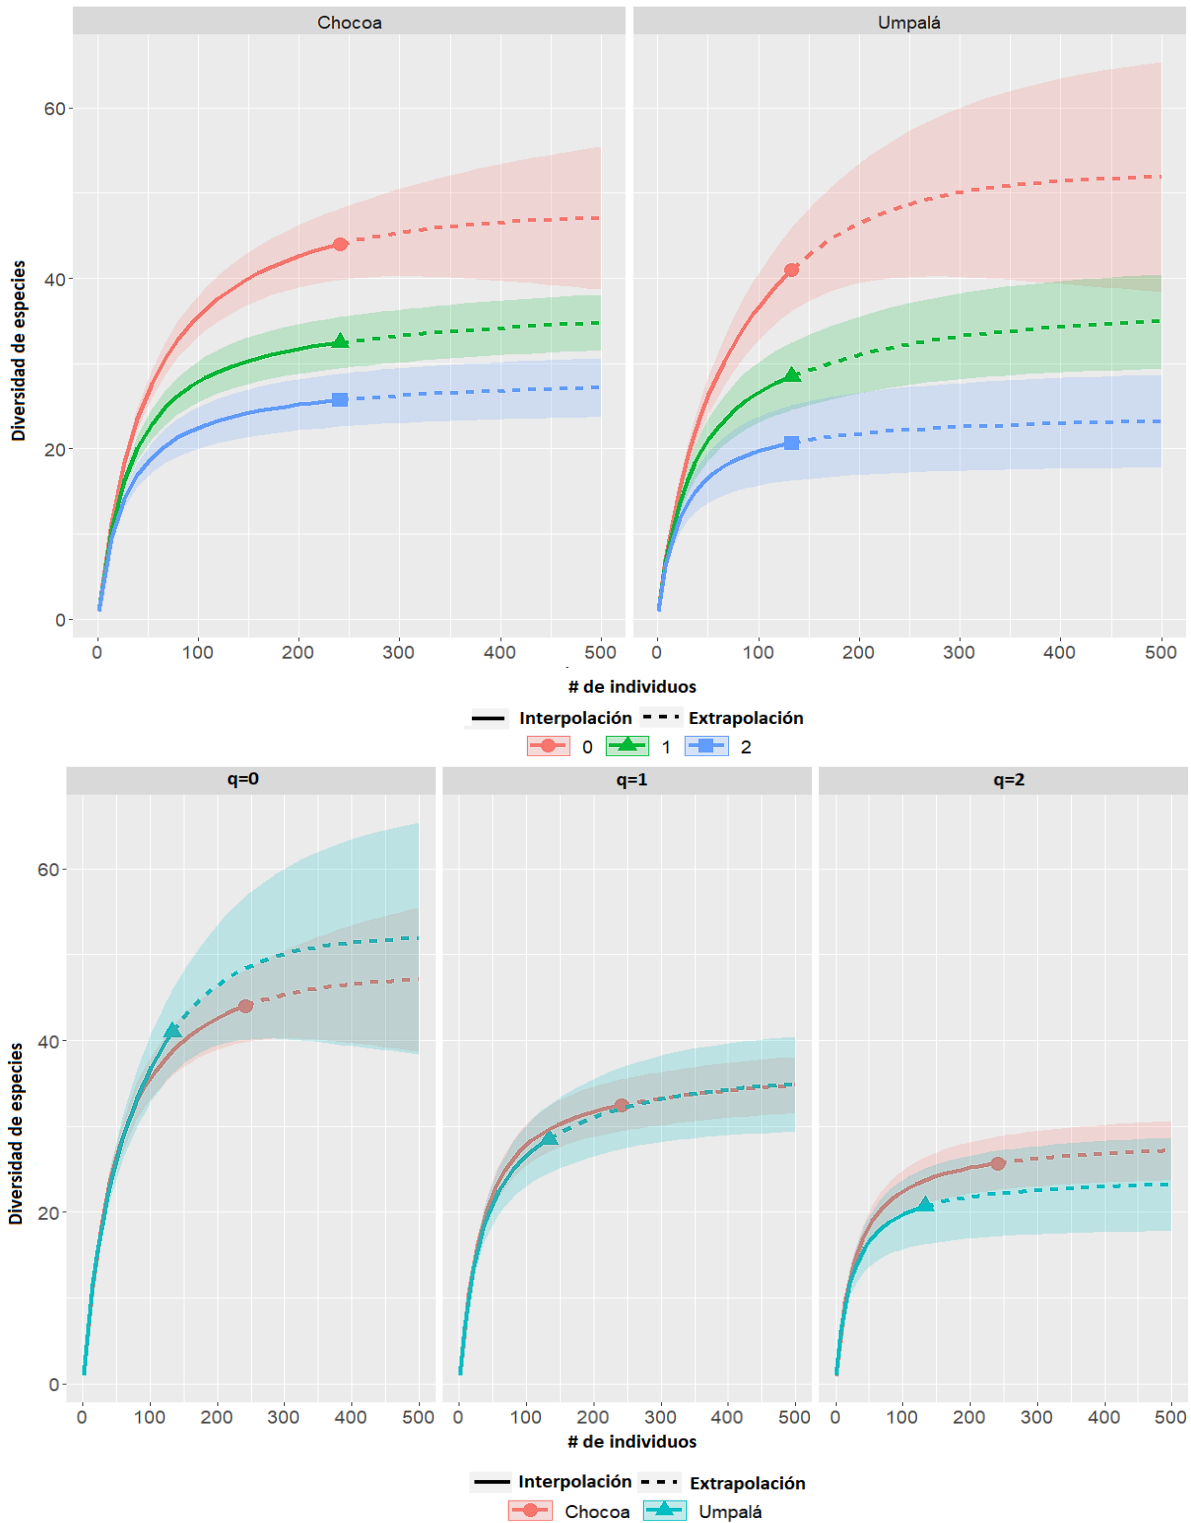 Chocoa Umpalá
60
40
20
0
0 100 200 300 400 500 0 100 200 300 400 500
Diversidad de especies
# de individuos
Interpolación Extrapolación
0 1 2
q=0 q=1 q=2
60
40
20
0
0 100 200 300 400 500 0 100 200 300 400 500 0 100 200 300 400 500
Diversidad de especies
# de individuos
Interpolación Extrapolación
Chocoa Umpalá